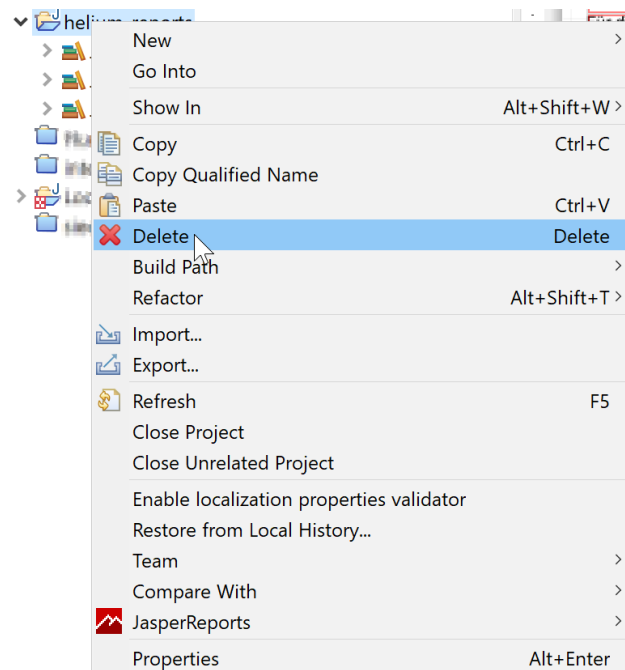 helium_reports
New
Go Into
Show In Alt+Shift+W
Copy Ctrl+C
Copy Qualified Name
Paste Ctrl+V
Delete Delete
Build Path
Refactor Alt+Shift+T
Import...
Export...
Refresh F5
Close Project
Close Unrelated Project
Enable localization properties validator
Restore from Local History...
Team
Compare With
JasperReports
Properties Alt+Enter